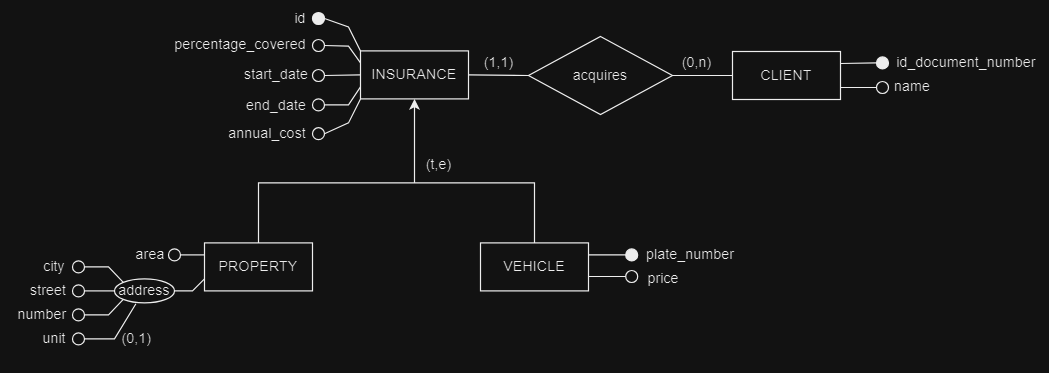 id
percentage_covered
start_date
end_date
annual_cost
INSURANCE
(1,1)
acquires
(0,n)
CLIENT
id_document_number
name
(t,e)
area
city
street
number
unit
address
(0,1)
PROPERTY
VEHICLE
plate_number
price